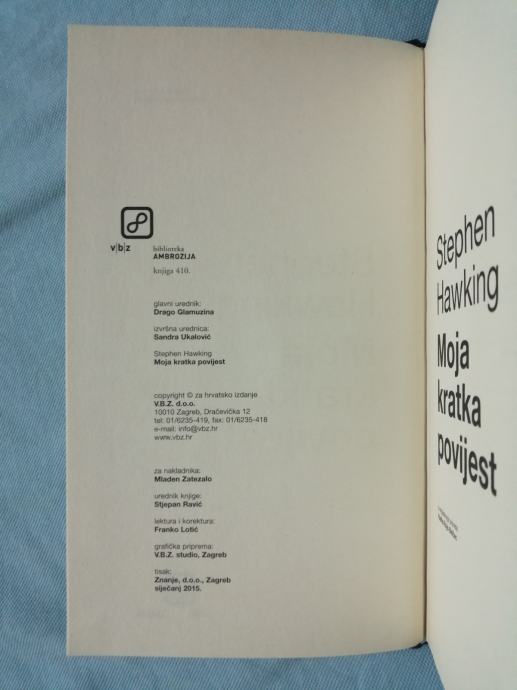 v|b|z
biblioteka
AMBROZIJA
knjiga 410.
glavni urednik:
Drago Glamuzina
izvršna urednica:
Sandra Ukalović
Stephen Hawking
Moja kratka povijest
copyright © za hrvatsko izdanje
V.B.Z. d.o.o.
10010 Zagreb, Dračevička 12
tel: 01/6235-419, fax: 01/6235-418
e-mail: info@vbz.hr
www.vbz.hr
za nakladnika:
Mladen Zatezalo
urednik knjige:
Stjepan Ravić
lektura i korektura:
Franko Lotić
grafička priprema:
V.B.Z. studio, Zagreb
tisak:
Znanje, d.o.o., Zagreb
siječanj 2015.
Stephen
Hawking
Moja
kratka
povijest